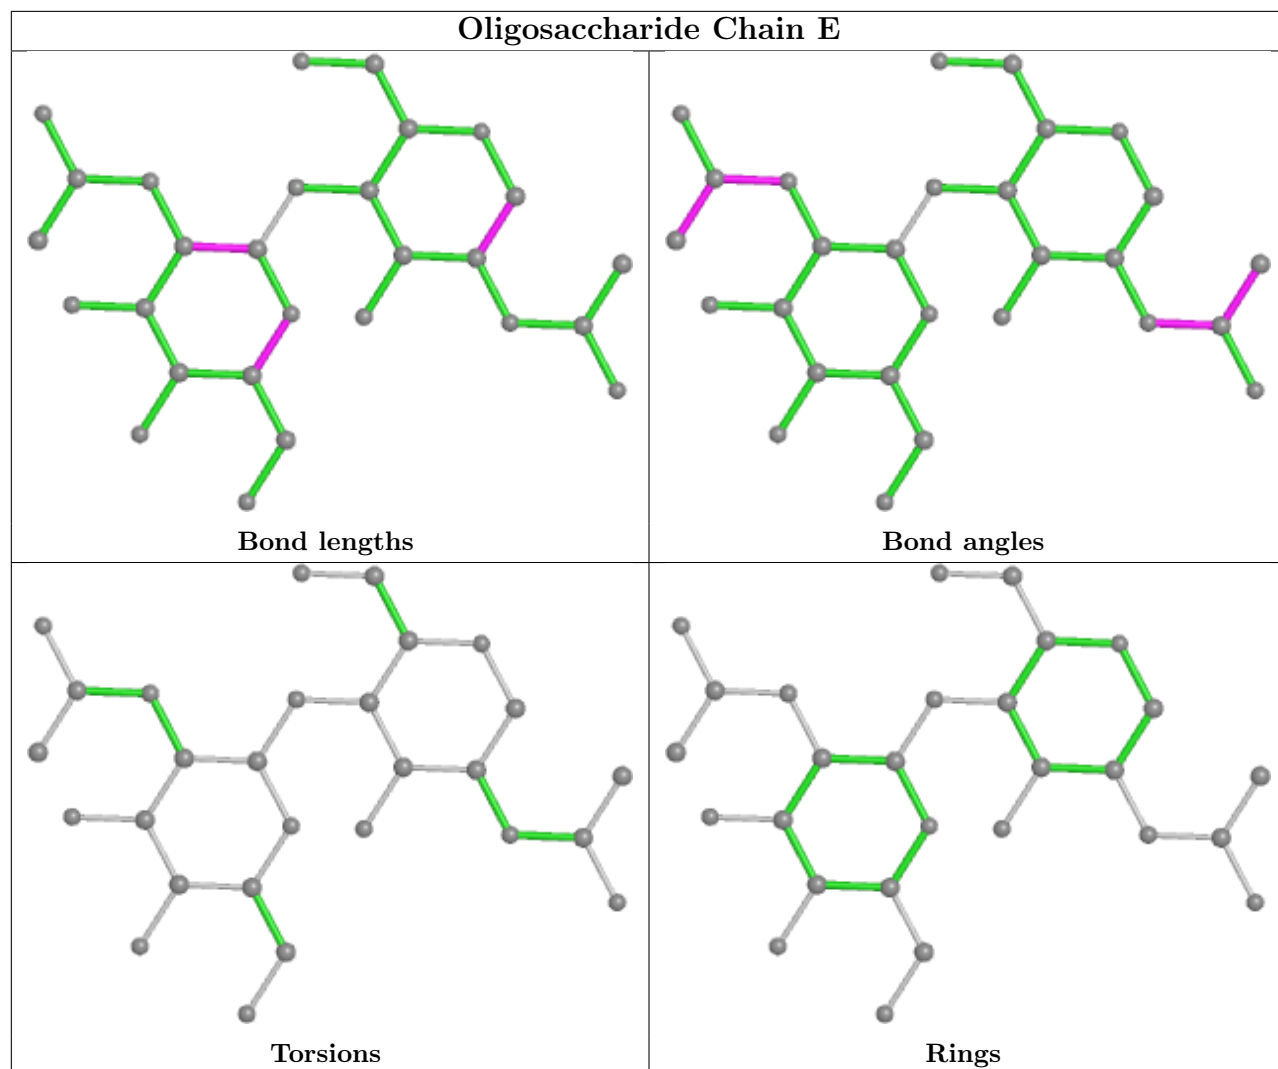 Oligosaccharide Chain E
Bond lengths
Bond angles
Torsions
Rings